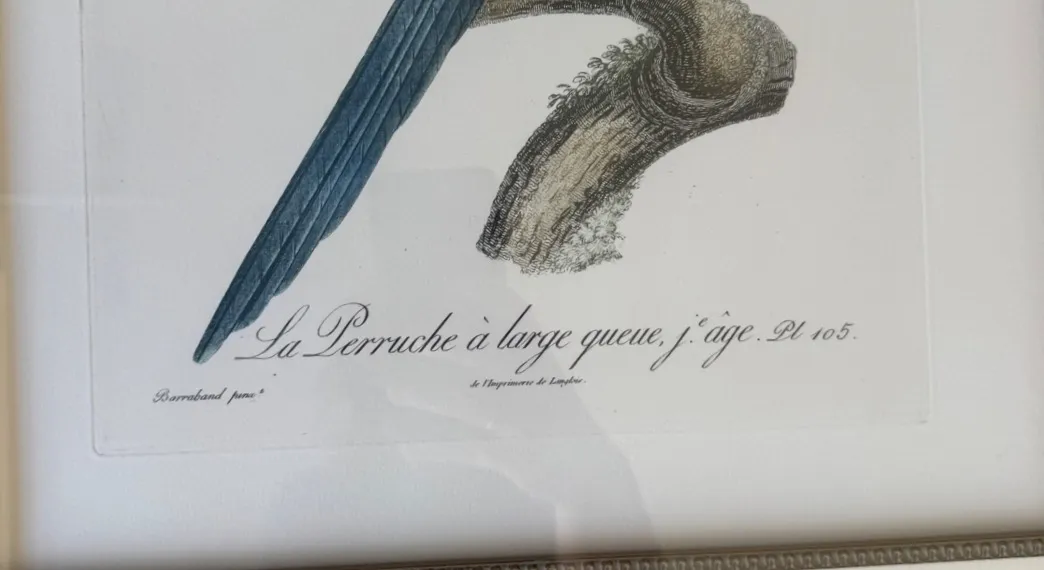 La Perruche à large queue, j.e âge. Pl 105.
de l'Imprimerie de Langlois.
Barraband pinx.t